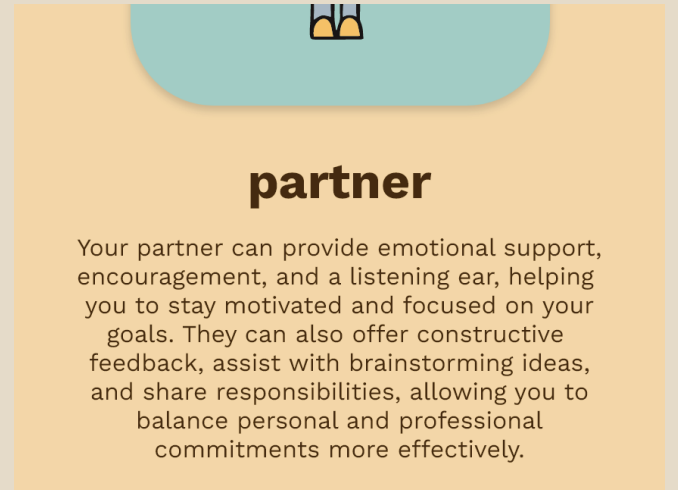 partner
Your partner can provide emotional support,
encouragement, and a listening ear, helping
you to stay motivated and focused on your
goals. They can also offer constructive
feedback, assist with brainstorming ideas,
and share responsibilities, allowing you to
balance personal and professional
commitments more effectively.